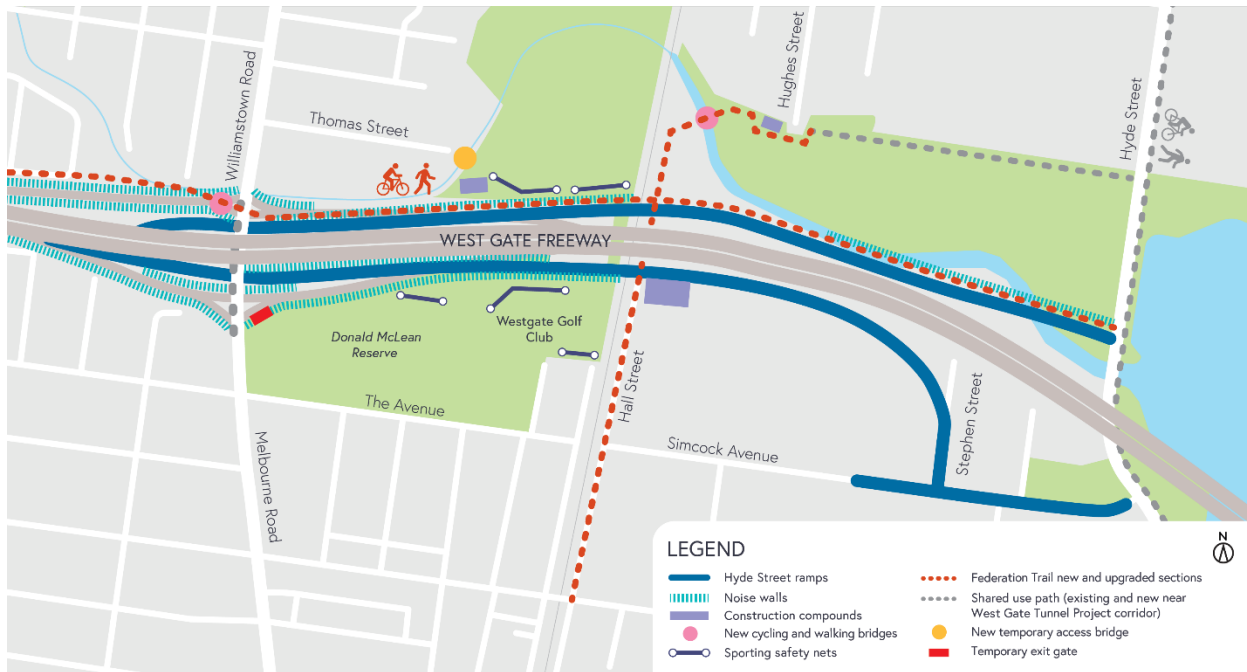 Williamstown Road
Thomas Street
Hughes Street
Hyde Street
WEST GATE FREEWAY
Donald McLean
Reserve
Westgate Golf
Club
The Avenue
Hall Street
Melbourne Road
Simcock Avenue
Stephen Street
LEGEND
Hyde Street ramps
Noise walls
Construction compounds
New cycling and walking bridges
Sporting safety nets
Federation Trail new and upgraded sections
Shared use path (existing and new near
West Gate Tunnel Project corridor)
New temporary access bridge
Temporary exit gate
N